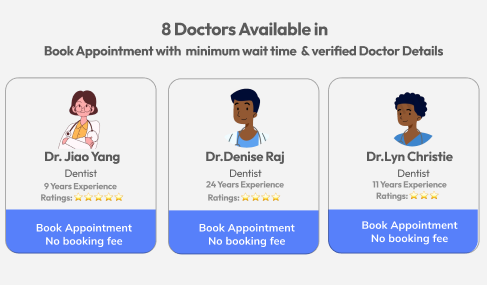 8 Doctors Available in
Book Appointment with minimum wait time & verified Doctor Details
Dr. Jiao Yang
Dentist
9 Years Experience
Ratings: ⭐⭐⭐⭐⭐
Book Appointment
No booking fee
Dr.Denise Raj
Dentist
24 Years Experience
Ratings: ⭐⭐⭐⭐
Book Appointment
No booking fee
Dr.Lyn Christie
Dentist
11 Years Experience
Ratings: ⭐⭐⭐
Book Appointment
No booking fee